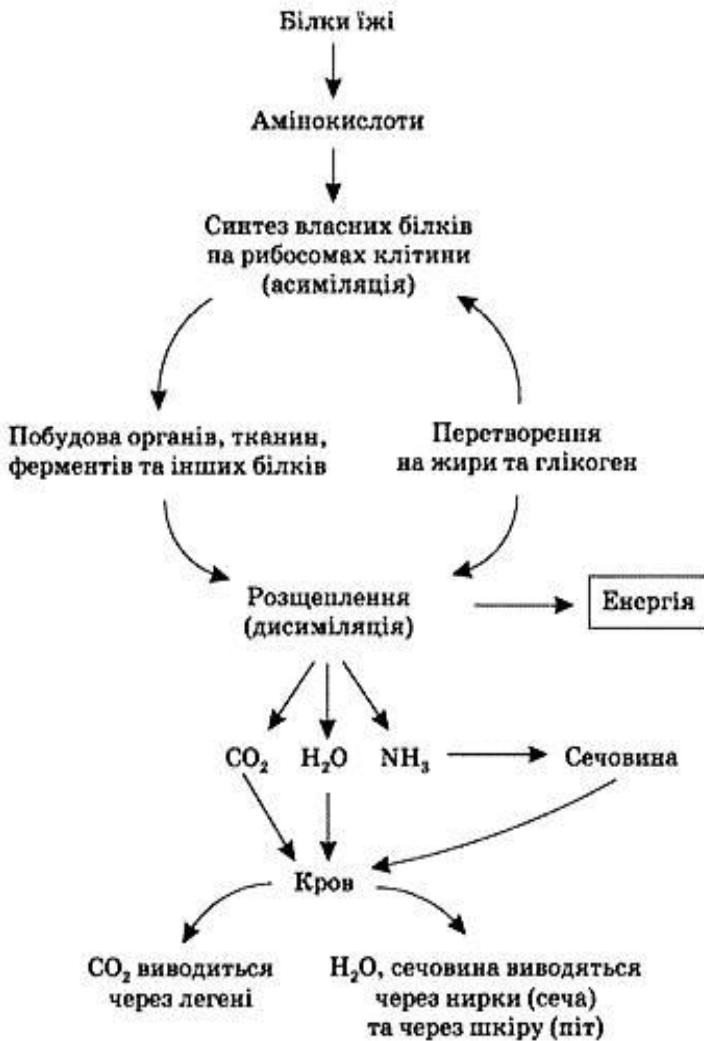 Білки їжі
Амінокислоти
Синтез власних білків
на рибосомах клітини
(асиміляція)
Побудова органів, тканин,
ферментів та інших білків
Перетворення
на жири та глікоген
Розщеплення
(дисиміляція)
Енергія
CO₂ H₂O NH₃
Сечовина
Кров
CO₂ виводиться
через легені
H₂O, сечовина виводяться
через нирки (сеча)
та через шкіру (піт)